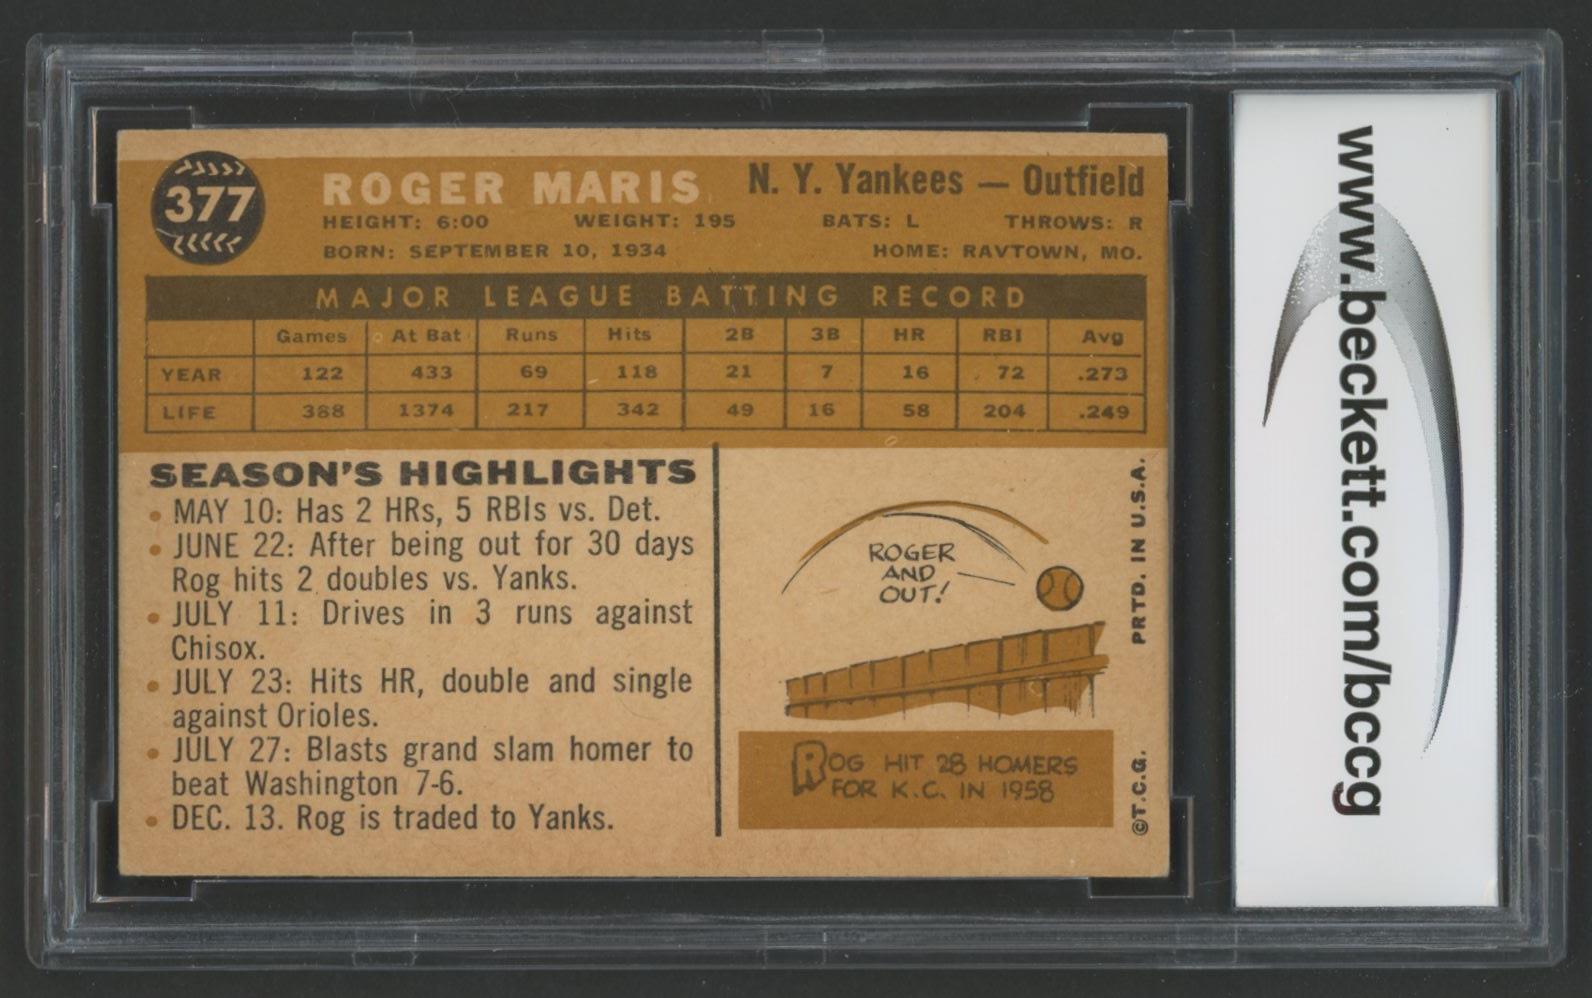 377
ROGER MARIS
N. Y. Yankees — Outfield
HEIGHT: 6:00 WEIGHT: 195 BATS: L THROWS: R
BORN: SEPTEMBER 10, 1934 HOME: RAVTOWN, MO.
MAJOR LEAGUE BATTING RECORD
Games At Bat Runs Hits 2B 3B HR RBI Avg
YEAR 122 433 69 118 21 7 16 72 .273
LIFE 388 1374 217 342 49 16 58 204 .249
SEASON'S HIGHLIGHTS
• MAY 10: Has 2 HRs, 5 RBIs vs. Det.
• JUNE 22: After being out for 30 days
Rog hits 2 doubles vs. Yanks.
• JULY 11: Drives in 3 runs against
Chisox.
• JULY 23: Hits HR, double and single
against Orioles.
• JULY 27: Blasts grand slam homer to
beat Washington 7-6.
• DEC. 13. Rog is traded to Yanks.
ROGER
AND
OUT!
ROG HIT 28 HOMERS
FOR K.C. IN 1958
©T.C.G. PRTD. IN U.S.A.
www.beckett.com/bccg